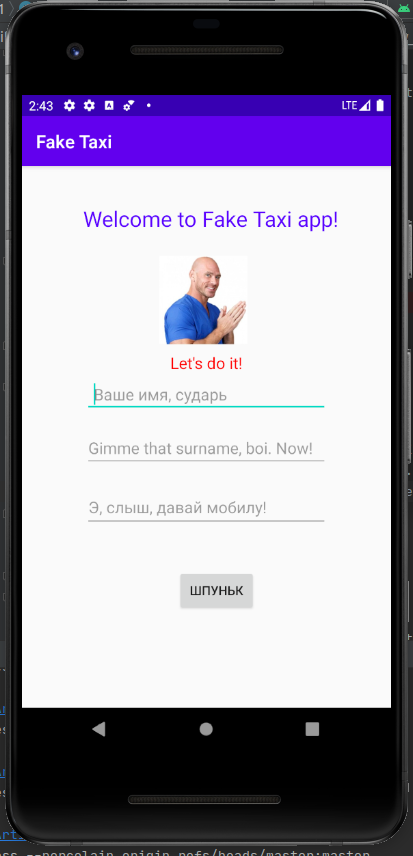 2:43
LTE
Fake Taxi
Welcome to Fake Taxi app!
Let's do it!
Ваше имя, сударь
Gimme that surname, boi. Now!
Э, слыш, давай мобилу!
ШПУНЬК